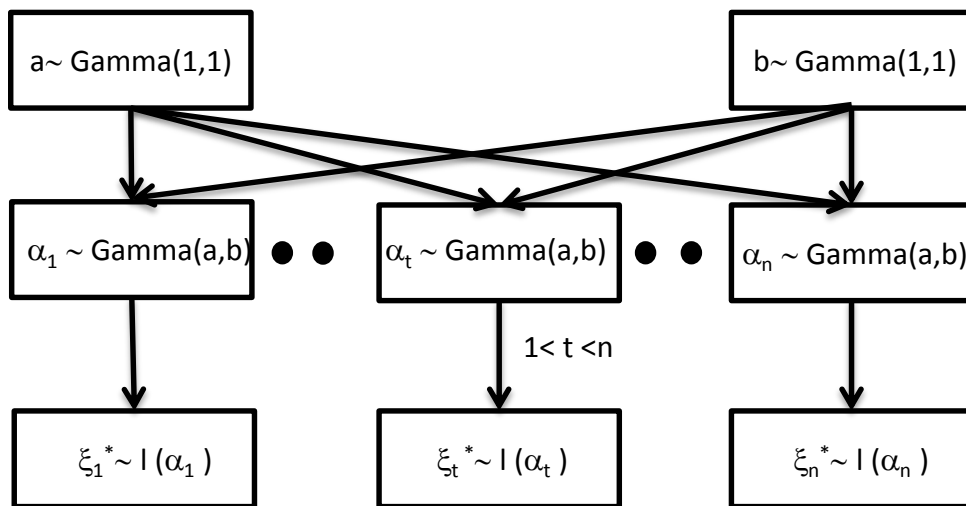 a~ Gamma(1,1)
b~ Gamma(1,1)
α₁ ~ Gamma(a,b)
αₜ ~ Gamma(a,b)
αₙ ~ Gamma(a,b)
1< t <n
ξ₁*~ l (α₁ )
ξₜ*~ l (αₜ )
ξₙ*~ l (αₙ )